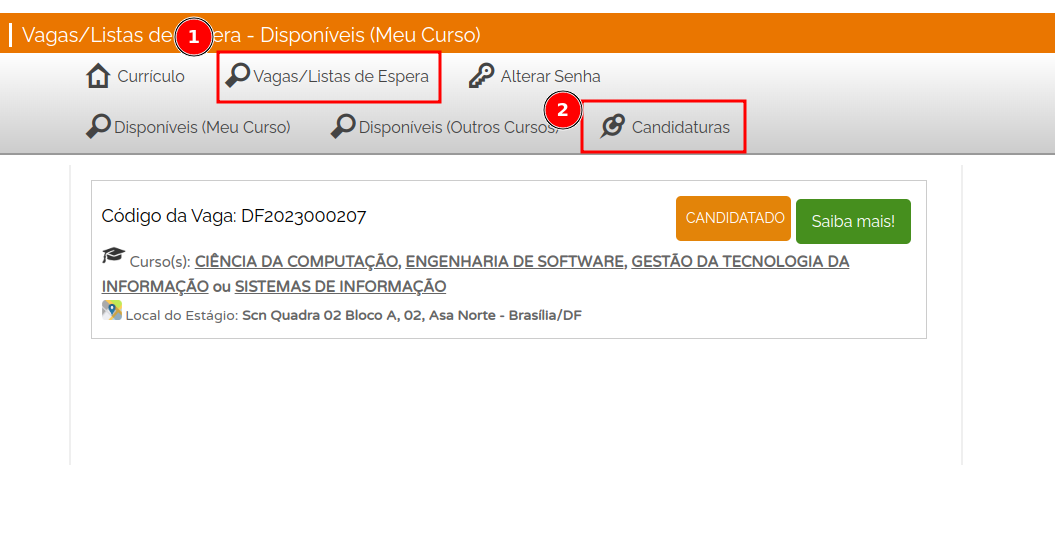 Vagas/Listas de 1 era - Disponíveis (Meu Curso)
Currículo Vagas/Listas de Espera Alterar Senha
2
Disponíveis (Meu Curso) Disponíveis (Outros Cursos) Candidaturas
Código da Vaga: DF2023000207 CANDIDATADO Saiba mais!
Curso(s): CIÊNCIA DA COMPUTAÇÃO, ENGENHARIA DE SOFTWARE, GESTÃO DA TECNOLOGIA DA
INFORMAÇÃO ou SISTEMAS DE INFORMAÇÃO
Local do Estágio: Scn Quadra 02 Bloco A, 02, Asa Norte - Brasília/DF